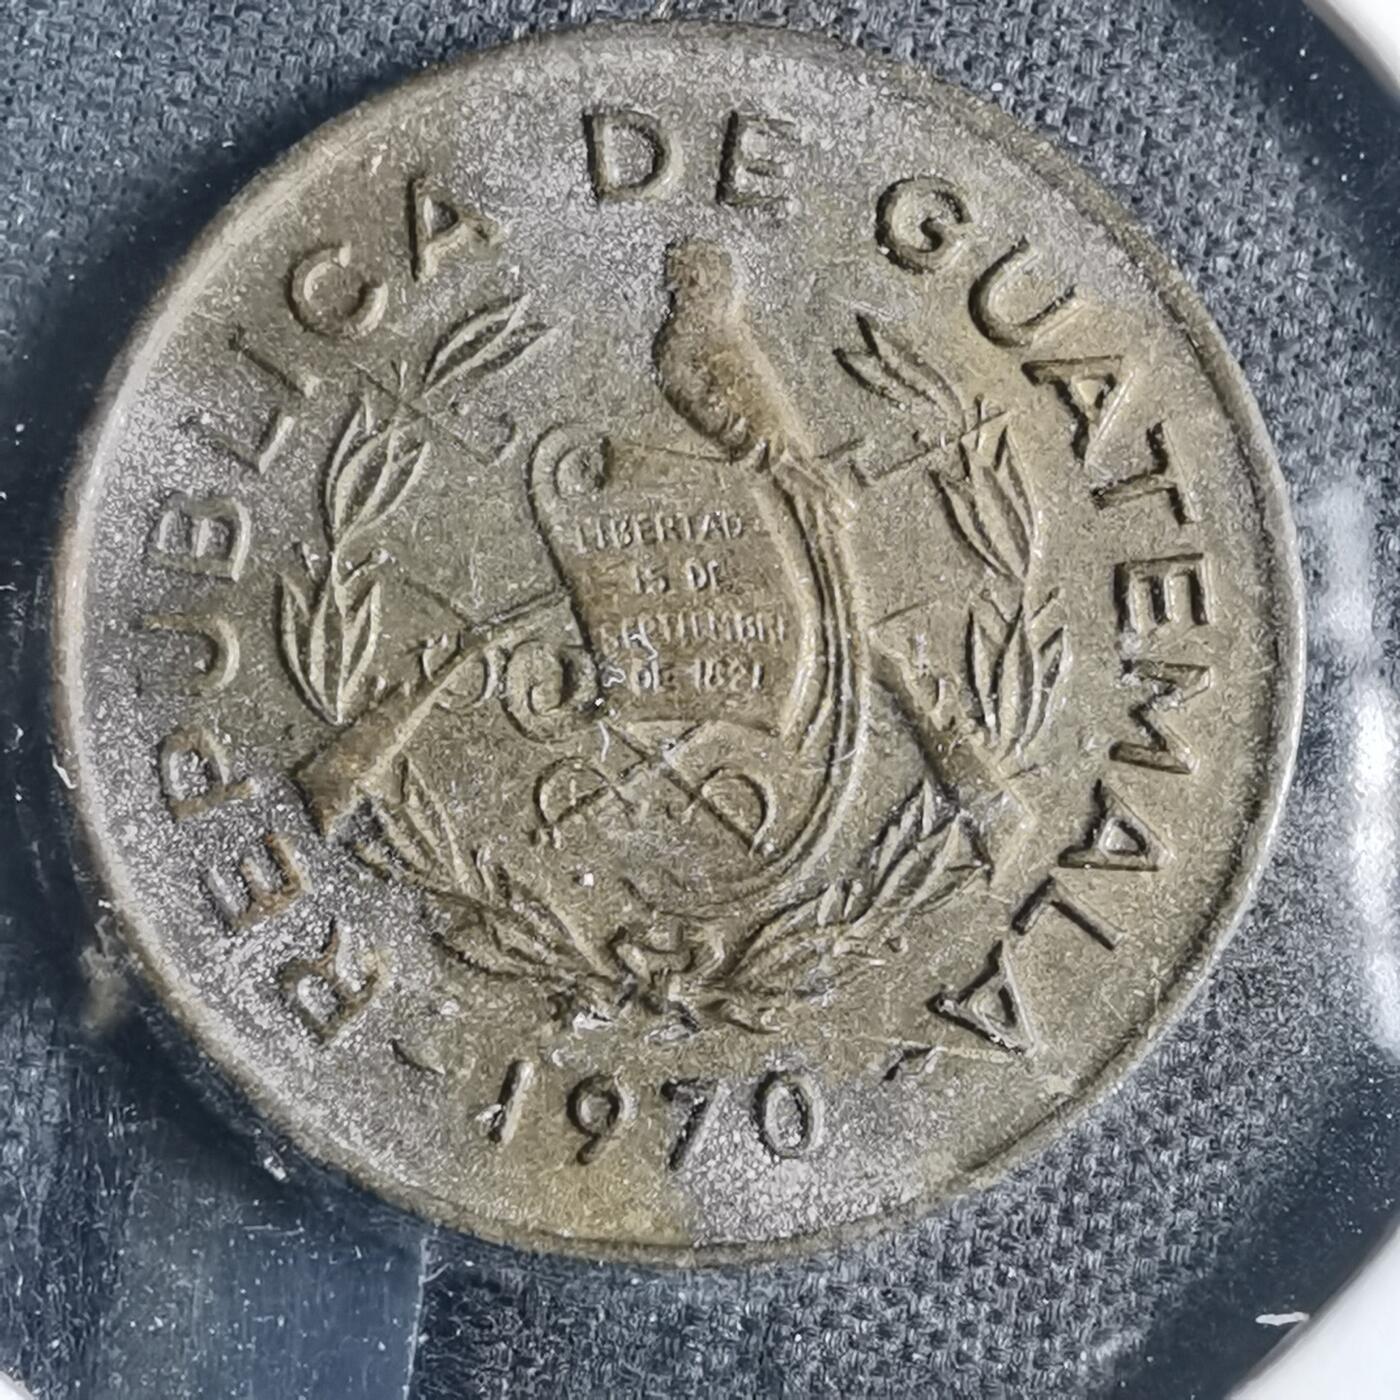 REPUBLICA DE GUATEMALA
LIBERTAD
15 DE
SEPTIEMBRE
DE 1821
1970